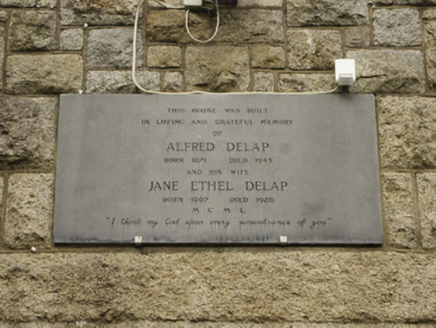 THIS HOUSE WAS BUILT
IN LOVING AND GRATEFUL MEMORY
OF
ALFRED DELAP
BORN 1871 DIED 1943
AND HIS WIFE
JANE ETHEL DELAP
BORN 1867 DIED 1926
M C M L
"I thank my God upon every remembrance of you"